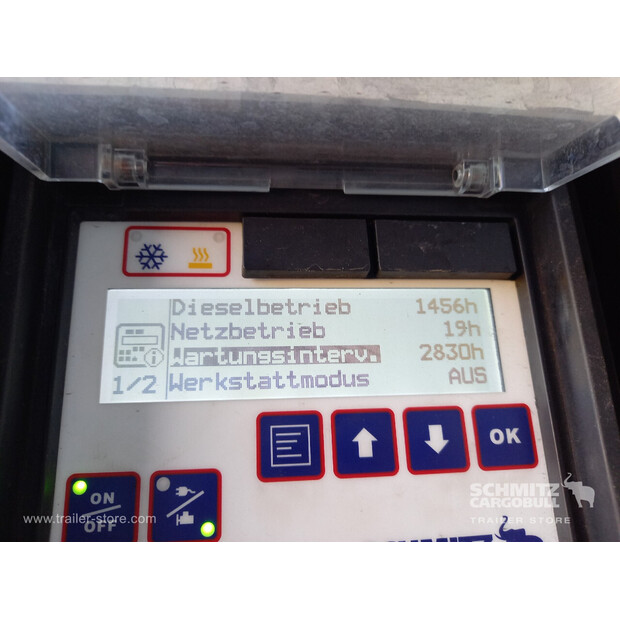 Dieselbetrieb 1456h
Netzbetrieb 19h
Wartungsinterv. 2830h
1/2 Werkstattmodus AUS
OK
ON
OFF
SCHMITZ
CARGOBULL
TRAILER STORE
www.trailer-store.com